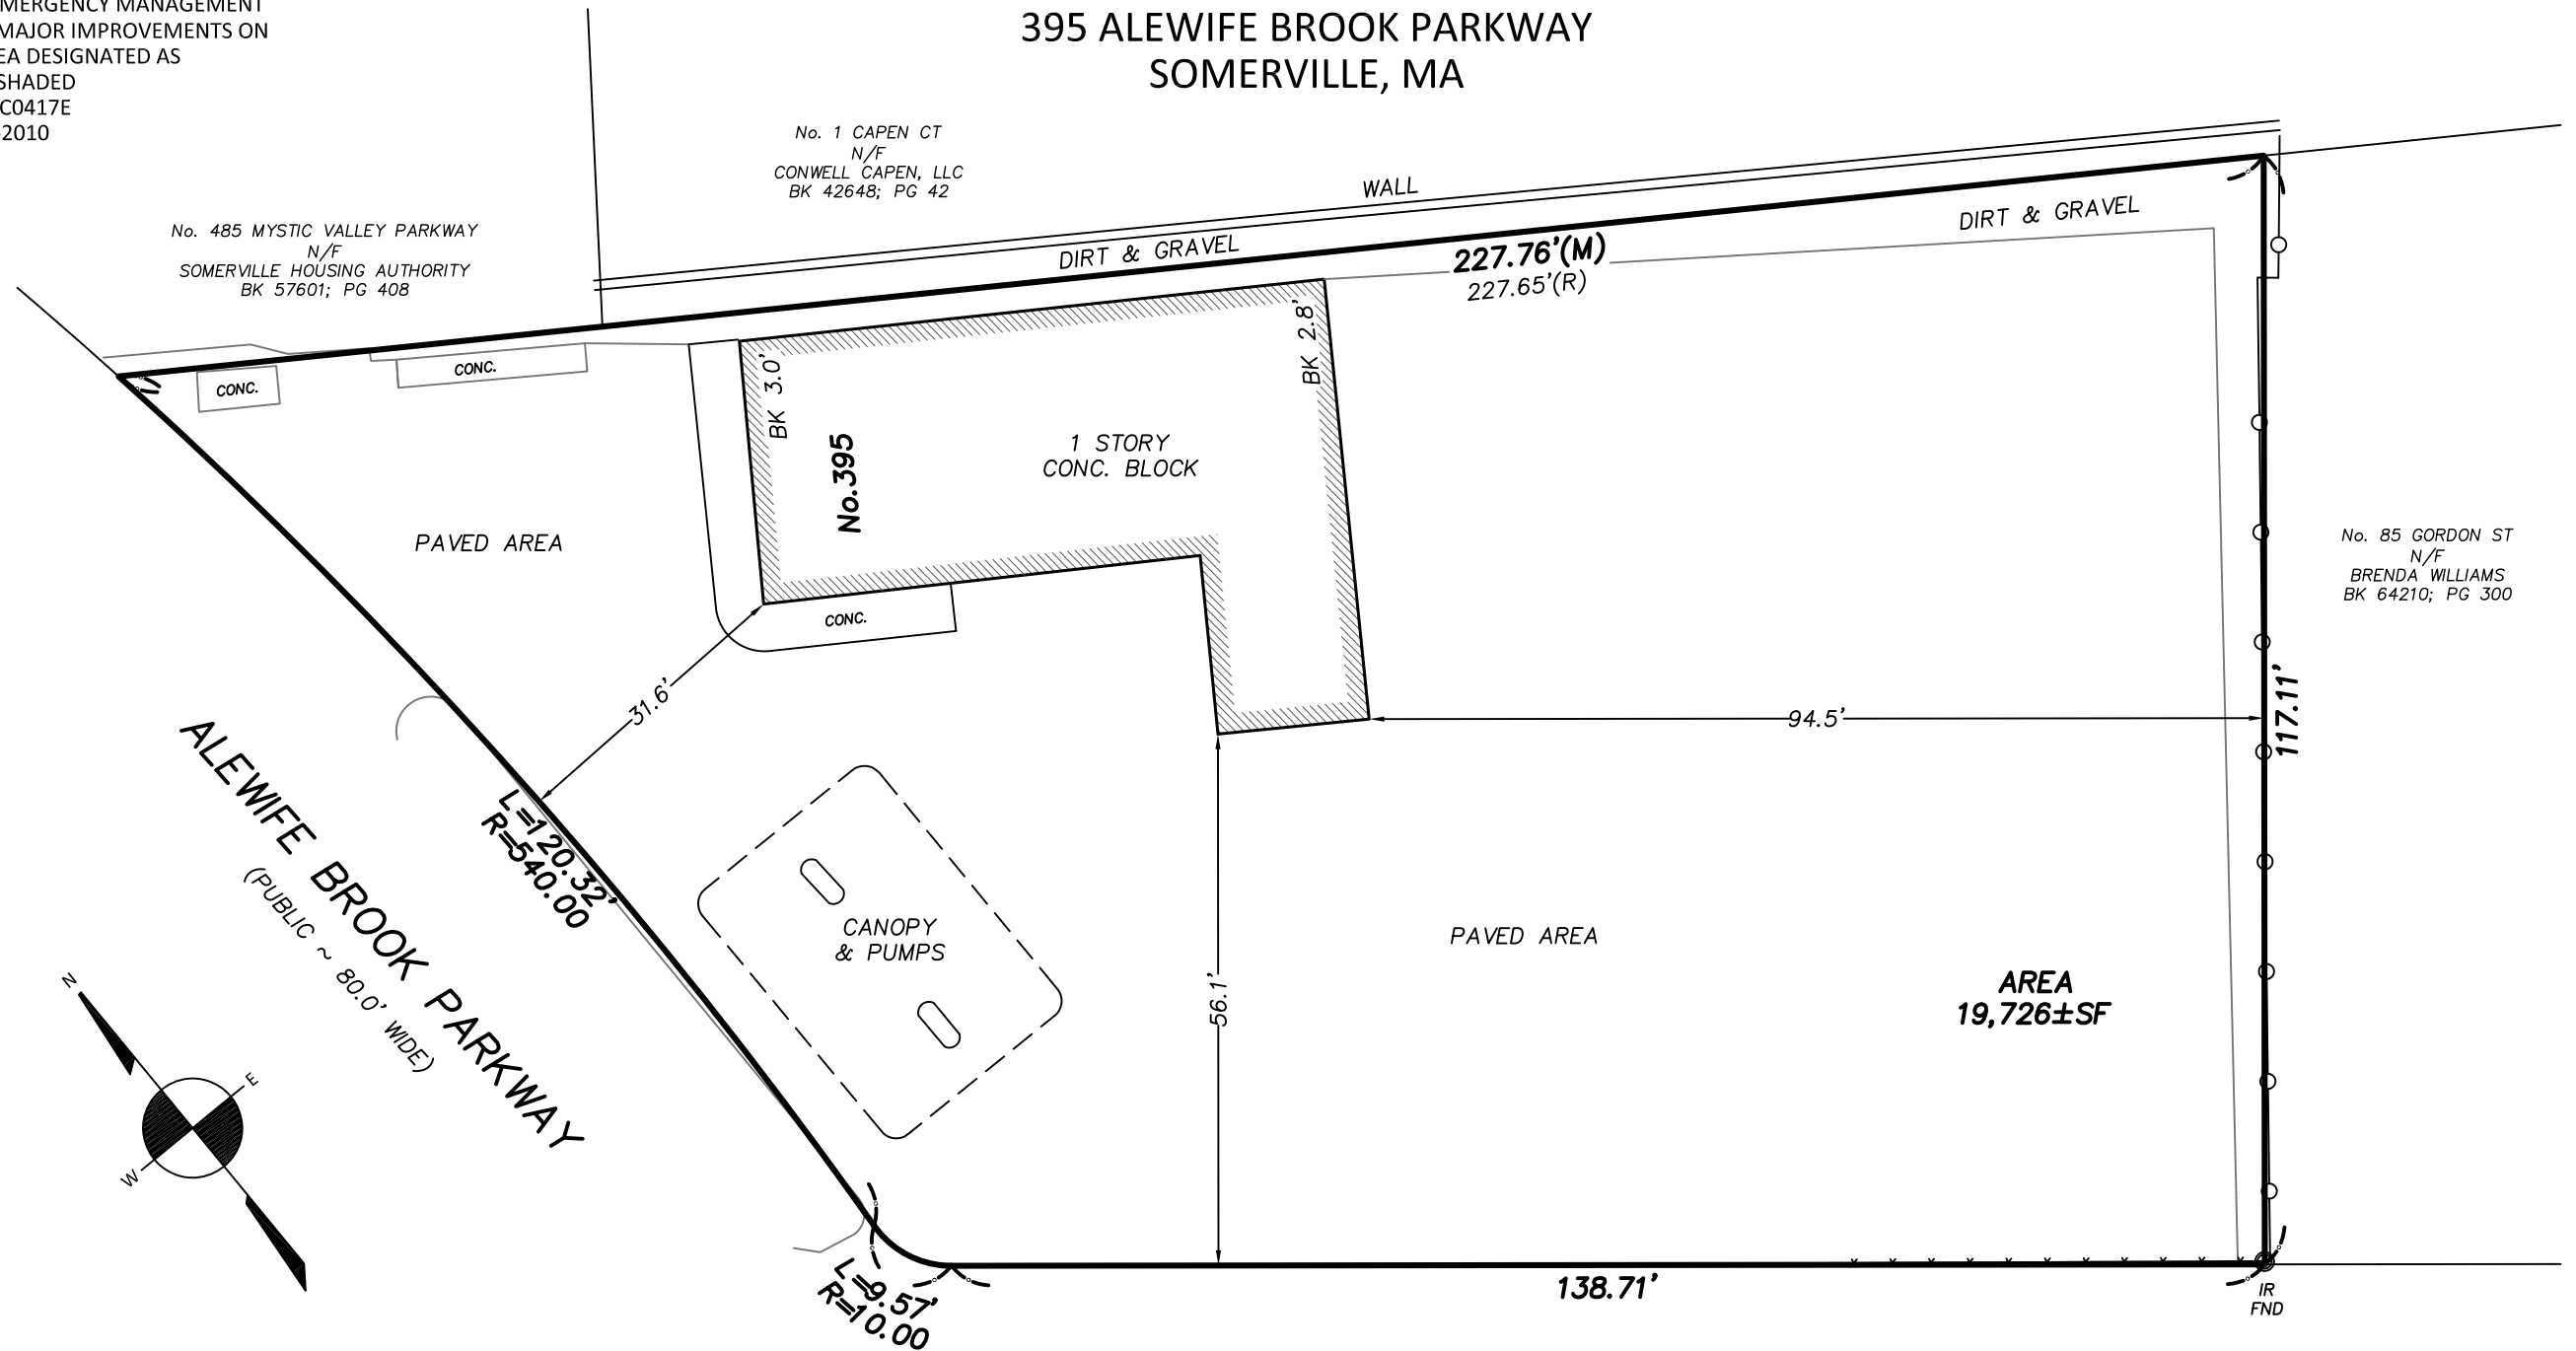 MERGENCY MANAGEMENT
MAJOR IMPROVEMENTS ON
EA DESIGNATED AS
SHADED
C0417E
-2010
395 ALEWIFE BROOK PARKWAY
SOMERVILLE, MA
No. 1 CAPEN CT
N/F
CONWELL CAPEN, LLC
BK 42648; PG 42
No. 485 MYSTIC VALLEY PARKWAY
N/F
SOMERVILLE HOUSING AUTHORITY
BK 57601; PG 408
WALL
DIRT & GRAVEL
DIRT & GRAVEL
227.76'(M)
227.65'(R)
CONC.
CONC.
BK 3.0'
BK 2.8'
No.395
1 STORY
CONC. BLOCK
PAVED AREA
CONC.
No. 85 GORDON ST
N/F
BRENDA WILLIAMS
BK 64210; PG 300
31.6'
94.5'
117.11'
ALEWIFE BROOK PARKWAY
(PUBLIC ~ 80.0' WIDE)
L=120.32'
R=540.00
CANOPY
& PUMPS
56.1'
PAVED AREA
AREA
19,726±SF
N
E
W
L=9.57'
R=10.00
138.71'
IR
FND